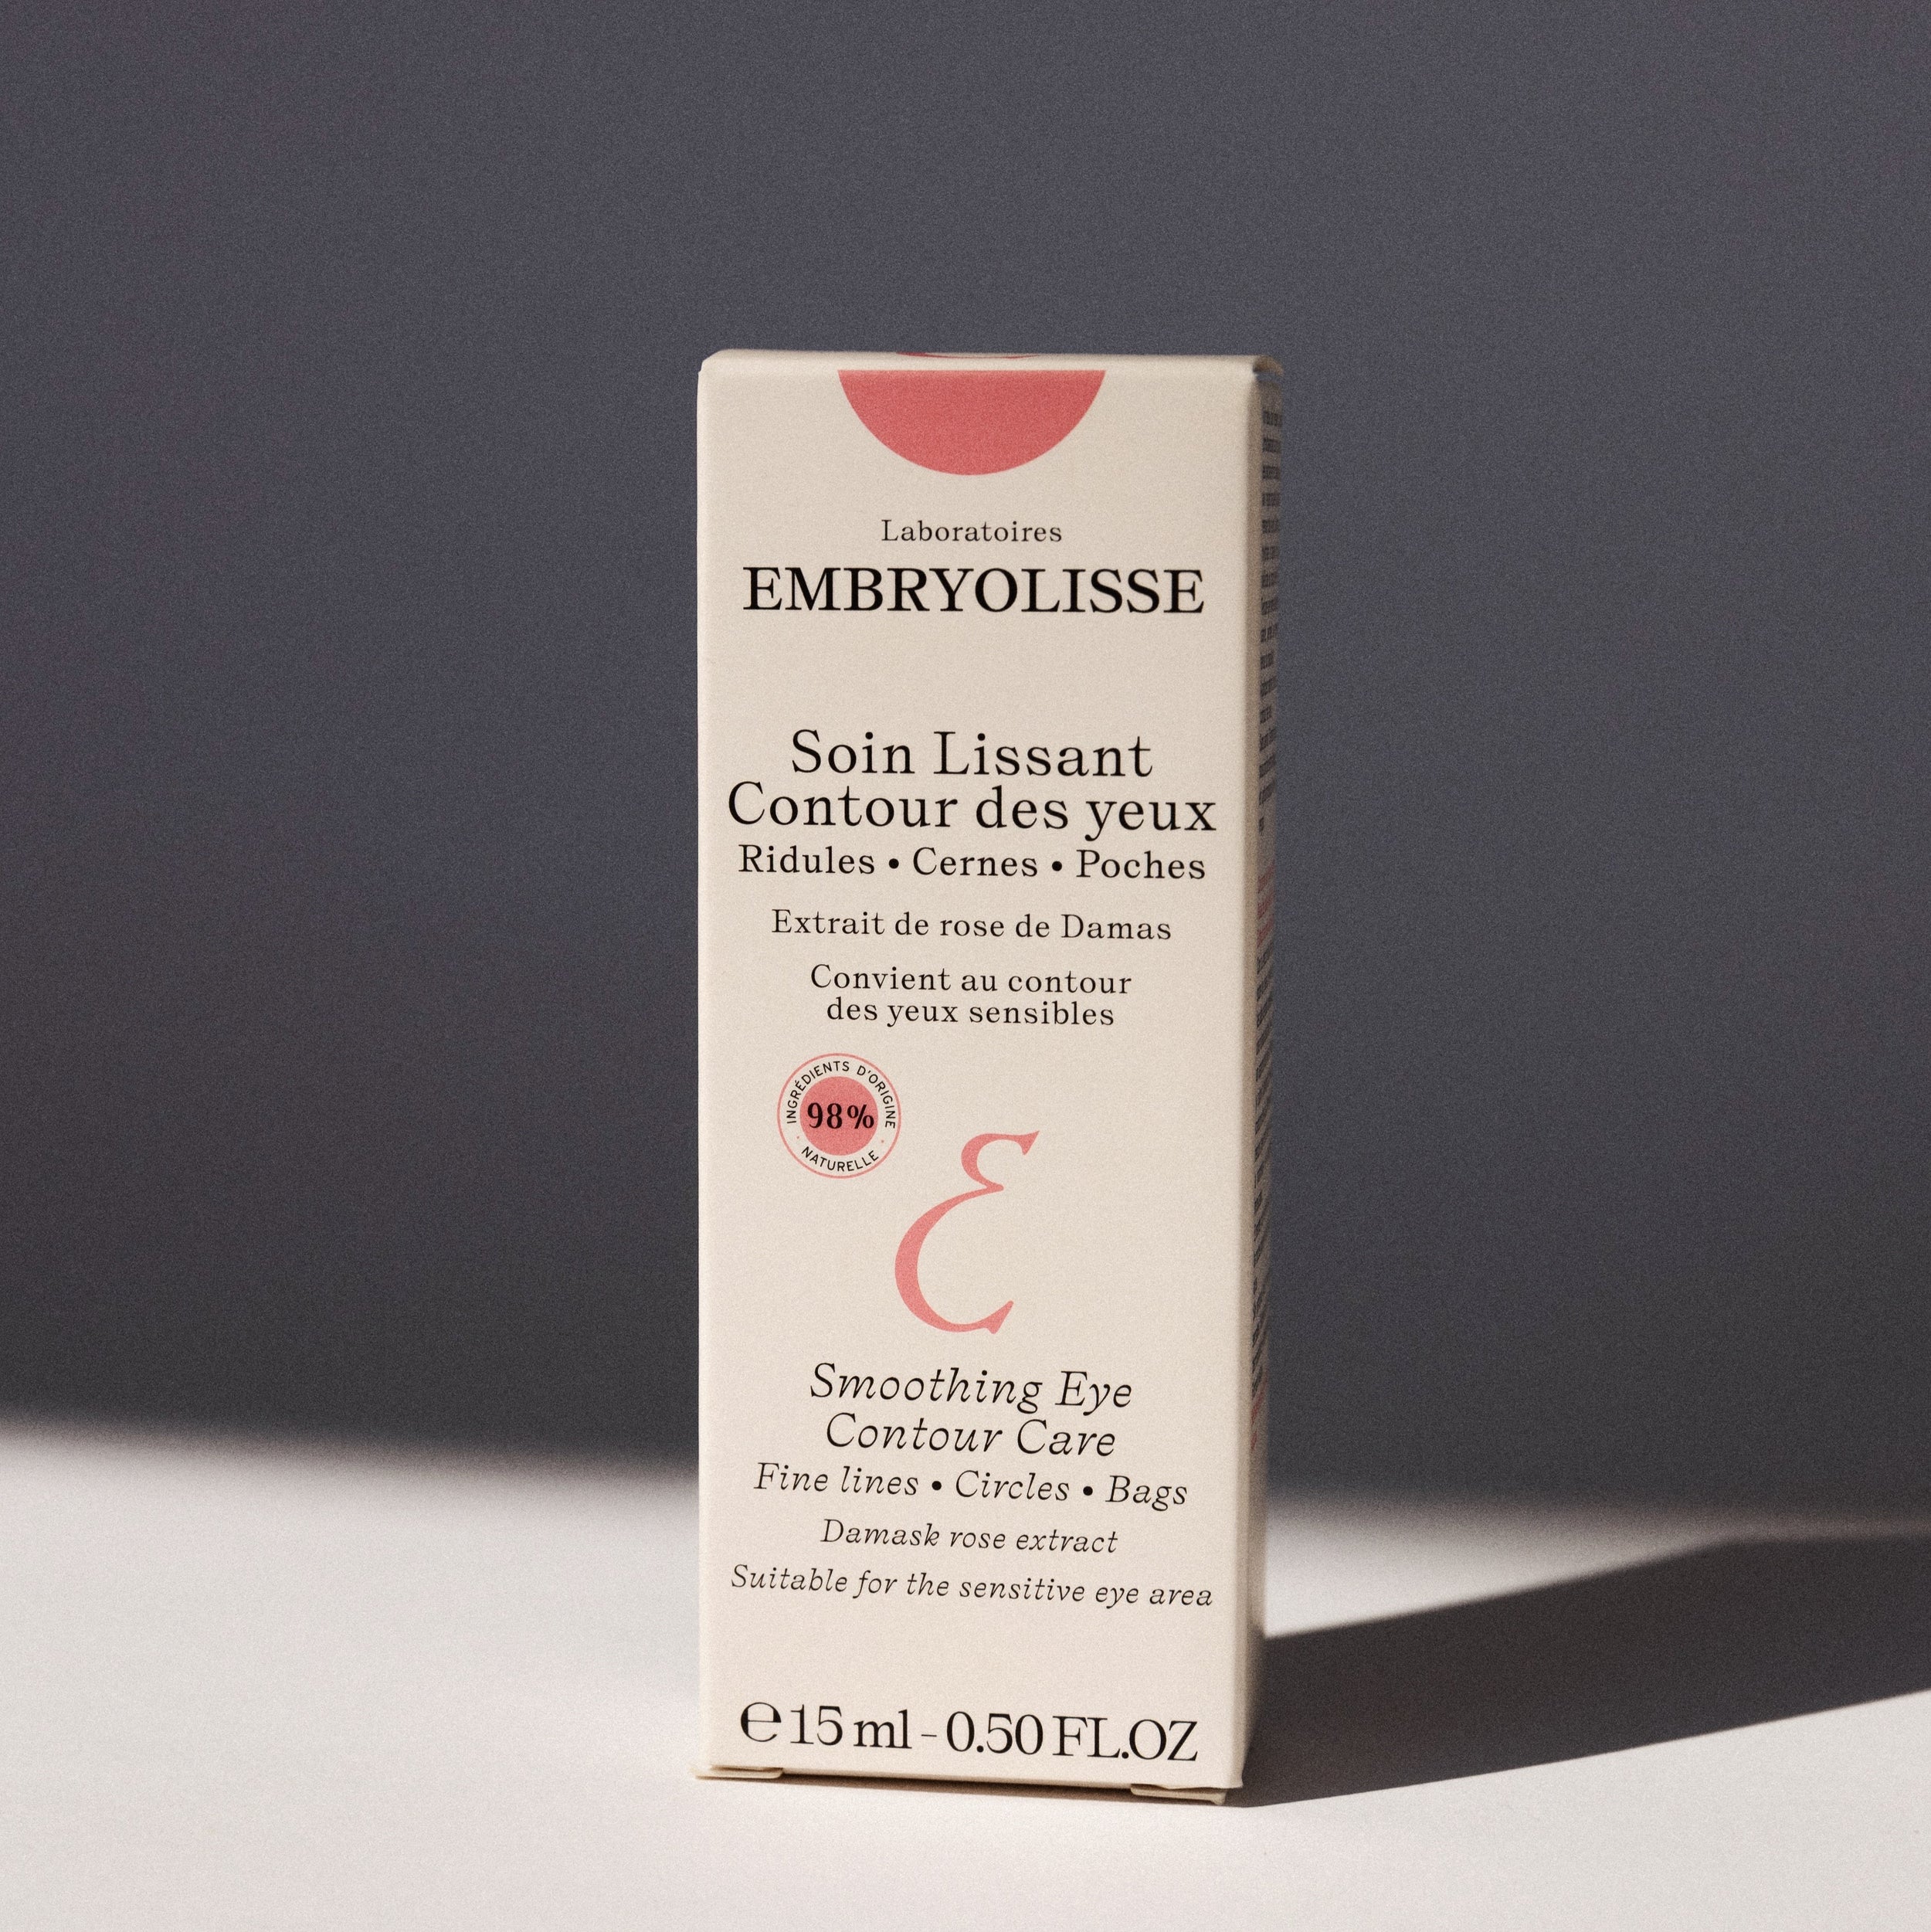 Laboratoires
EMBRYOLISSE
Soin Lissant
Contour des yeux
Ridules • Cernes • Poches
Extrait de rose de Damas
Convient au contour
des yeux sensibles
INGRÉDIENTS D'ORIGINE
98%
NATURELLE
Ɛ
Smoothing Eye
Contour Care
Fine lines • Circles • Bags
Damask rose extract
Suitable for the sensitive eye area
℮ 15 ml - 0.50 FL.OZ